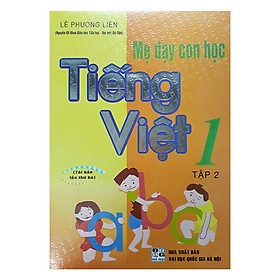 LÊ PHƯƠNG LIÊN
Mẹ dạy con học
Tiếng
Việt 1
TẬP 2
(Tái bản
lần thứ ba)
a b c
NHÀ XUẤT BẢN
ĐẠI HỌC QUỐC GIA HÀ NỘI